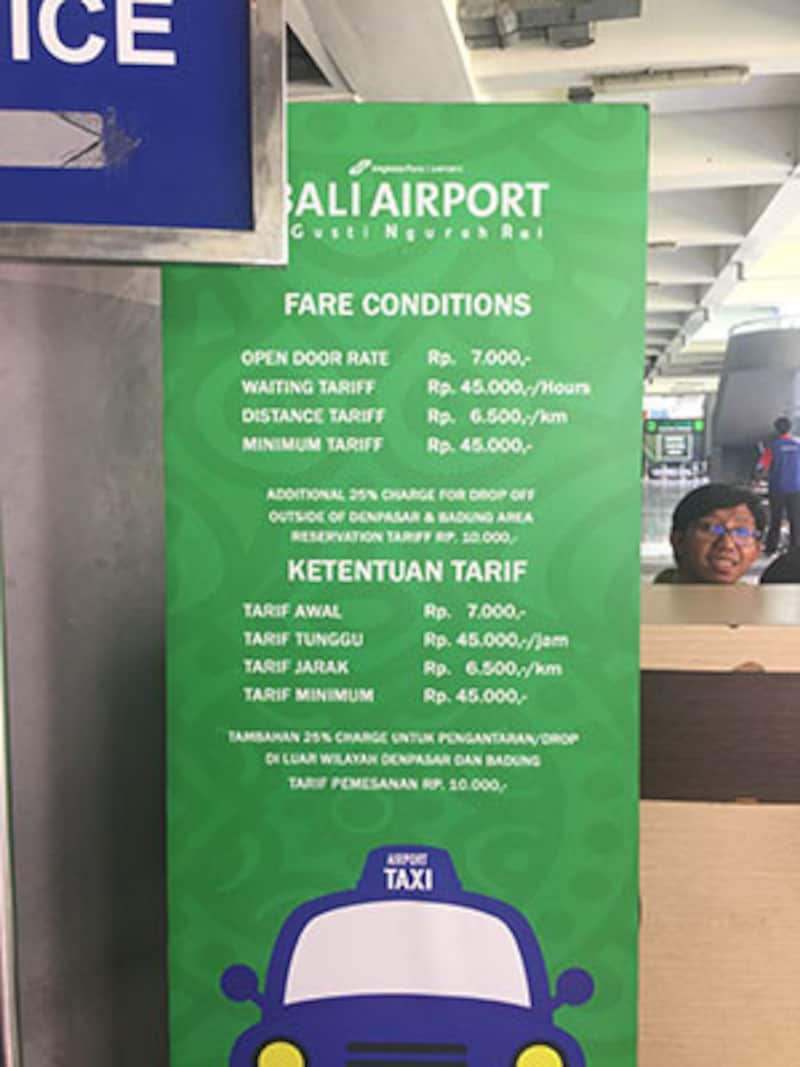 ICE
BALI AIRPORT
Gusti Ngurah Rai
FARE CONDITIONS
OPEN DOOR RATE Rp. 7.000,-
WAITING TARIFF Rp. 45.000,-/Hours
DISTANCE TARIFF Rp. 6.500,-/km
MINIMUM TARIFF Rp. 45.000,-
ADDITIONAL 25% CHARGE FOR DROP OFF
OUTSIDE OF DENPASAR & BADUNG AREA
RESERVATION TARIFF RP. 10.000,-
KETENTUAN TARIF
TARIF AWAL Rp. 7.000,-
TARIF TUNGGU Rp. 45.000,-/jam
TARIF JARAK Rp. 6.500,-/km
TARIF MINIMUM Rp. 45.000,-
TAMBAHAN 25% CHARGE UNTUK PENGANTARAN/DROP
DI LUAR WILAYAH DENPASAR DAN BADUNG
TARIF PEMESANAN RP. 10.000,-
AIRPORT
TAXI